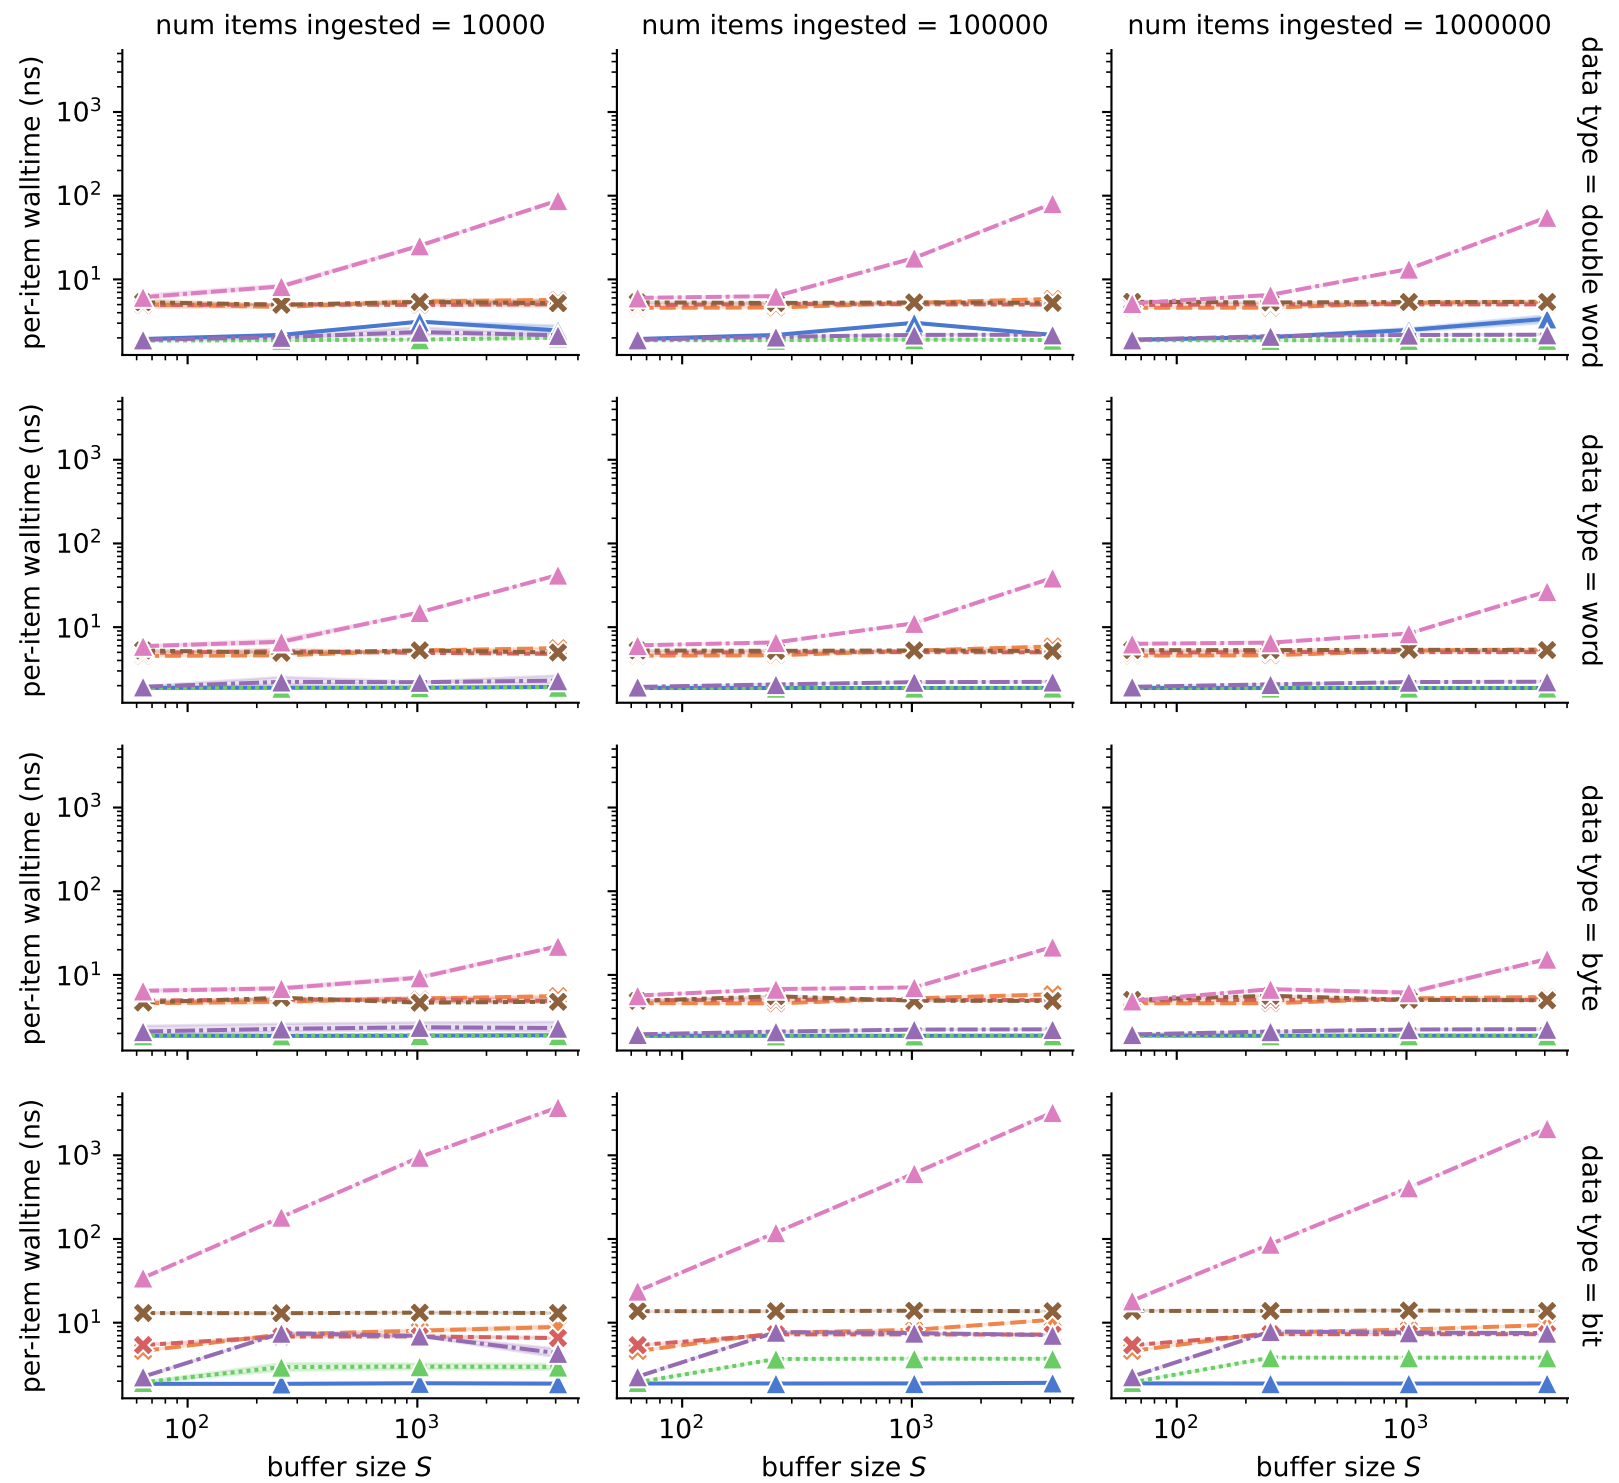 num items ingested = 10000
num items ingested = 100000
num items ingested = 1000000
per-item walltime (ns)
10³
10²
10¹
data type = double word
per-item walltime (ns)
10³
10²
10¹
data type = word
per-item walltime (ns)
10³
10²
10¹
data type = byte
per-item walltime (ns)
10³
10²
10¹
data type = bit
10² 10³
10² 10³
10² 10³
buffer size S
buffer size S
buffer size S